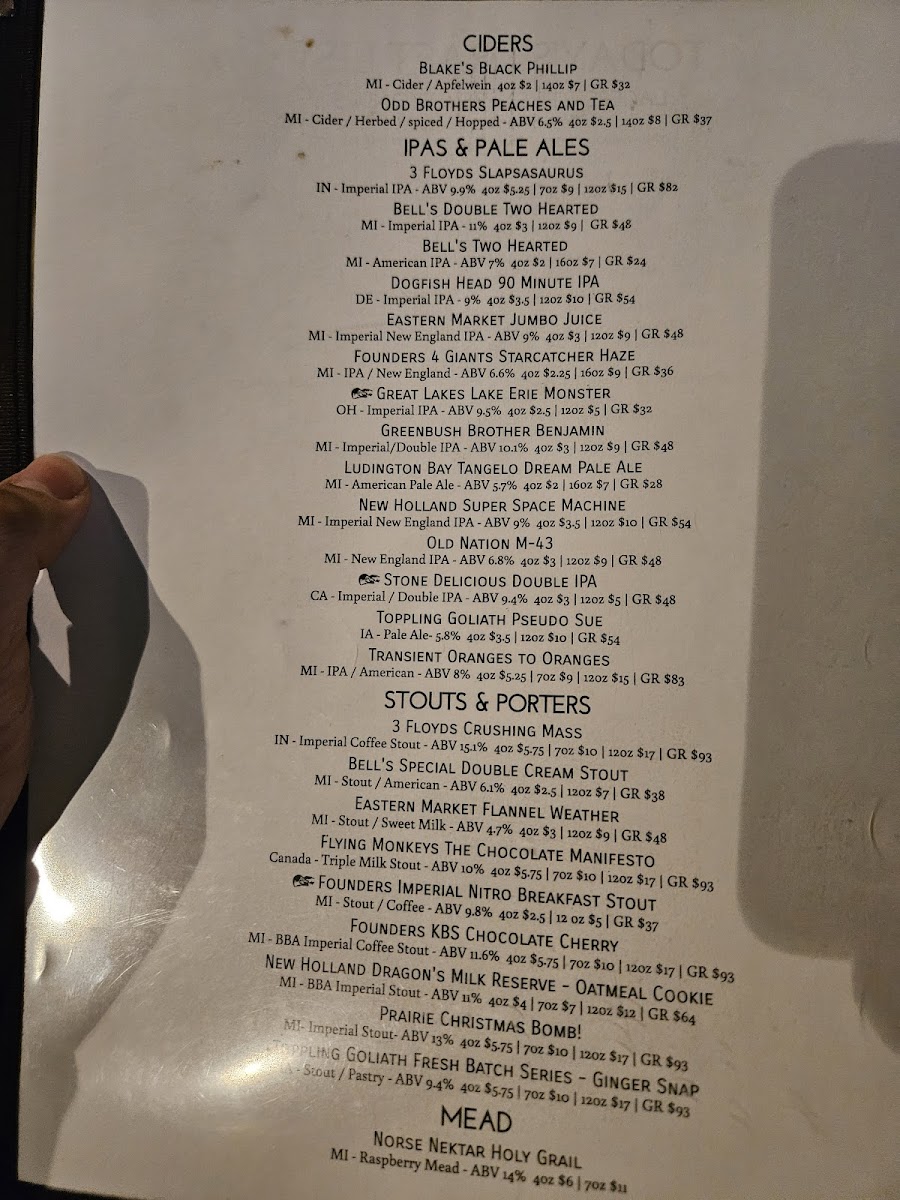 CIDERS
BLAKE'S BLACK PHILLIP
MI - Cider / Apfelwein 4oz $2 | 14oz $7 | GR $32
ODD BROTHERS PEACHES AND TEA
MI - Cider / Herbed / spiced / Hopped - ABV 6.5% 4oz $2.5 | 14oz $8 | GR $37
IPAS & PALE ALES
3 FLOYDS SLAPSASAURUS
IN - Imperial IPA - ABV 9.9% 4oz $5.25 | 7oz $9 | 12oz $15 | GR $82
BELL'S DOUBLE TWO HEARTED
MI - Imperial IPA - 11% 4oz $3 | 12oz $9 | GR $48
BELL'S TWO HEARTED
MI - American IPA - ABV 7% 4oz $2 | 16oz $7 | GR $24
DOGFISH HEAD 90 MINUTE IPA
DE - Imperial IPA - 9% 4oz $3.5 | 12oz $10 | GR $54
EASTERN MARKET JUMBO JUICE
MI - Imperial New England IPA - ABV 9% 4oz $3 | 12oz $9 | GR $48
FOUNDERS 4 GIANTS STARCATCHER HAZE
MI - IPA / New England - ABV 6.6% 4oz $2.25 | 16oz $9 | GR $36
GREAT LAKES LAKE ERIE MONSTER
OH - Imperial IPA - ABV 9.5% 4oz $2.5 | 12oz $5 | GR $32
GREENBUSH BROTHER BENJAMIN
MI - Imperial/Double IPA - ABV 10.1% 4oz $3 | 12oz $9 | GR $48
LUDINGTON BAY TANGELO DREAM PALE ALE
MI - American Pale Ale - ABV 5.7% 4oz $2 | 16oz $7 | GR $28
NEW HOLLAND SUPER SPACE MACHINE
MI - Imperial New England IPA - ABV 9% 4oz $3.5 | 12oz $10 | GR $54
OLD NATION M-43
MI - New England IPA - ABV 6.8% 4oz $3 | 12oz $9 | GR $48
STONE DELICIOUS DOUBLE IPA
CA - Imperial / Double IPA - ABV 9.4% 4oz $3 | 12oz $5 | GR $48
TOPPLING GOLIATH PSEUDO SUE
IA - Pale Ale- 5.8% 4oz $3.5 | 12oz $10 | GR $54
TRANSIENT ORANGES TO ORANGES
MI - IPA / American - ABV 8% 4oz $5.25 | 7oz $9 | 12oz $15 | GR $83
STOUTS & PORTERS
3 FLOYDS CRUSHING MASS
IN - Imperial Coffee Stout - ABV 15.1% 4oz $5.75 | 7oz $10 | 12oz $17 | GR $93
BELL'S SPECIAL DOUBLE CREAM STOUT
MI - Stout / American - ABV 6.1% 4oz $2.5 | 12oz $7 | GR $38
EASTERN MARKET FLANNEL WEATHER
MI - Stout / Sweet Milk - ABV 4.7% 4oz $3 | 12oz $9 | GR $48
FLYING MONKEYS THE CHOCOLATE MANIFESTO
Canada - Triple Milk Stout - ABV 10% 4oz $5.75 | 7oz $10 | 12oz $17 | GR $93
FOUNDERS IMPERIAL NITRO BREAKFAST STOUT
MI - Stout / Coffee - ABV 9.8% 4oz $2.5 | 12 oz $5 | GR $37
FOUNDERS KBS CHOCOLATE CHERRY
MI - BBA Imperial Coffee Stout - ABV 11.6% 4oz $5.75 | 7oz $10 | 12oz $17 | GR $93
NEW HOLLAND DRAGON'S MILK RESERVE - OATMEAL COOKIE
MI - BBA Imperial Stout - ABV 11% 4oz $4 | 7oz $7 | 12oz $12 | GR $64
PRAIRIE CHRISTMAS BOMB!
MI- Imperial Stout- ABV 13% 4oz $5.75 | 7oz $10 | 12oz $17 | GR $93
TOPPLING GOLIATH FRESH BATCH SERIES - GINGER SNAP
- Stout / Pastry - ABV 9.4% 4oz $5.75 | 7oz $10 | 12oz $17 | GR $93
MEAD
NORSE NEKTAR HOLY GRAIL
MI - Raspberry Mead - ABV 14% 4oz $6 | 7oz $11